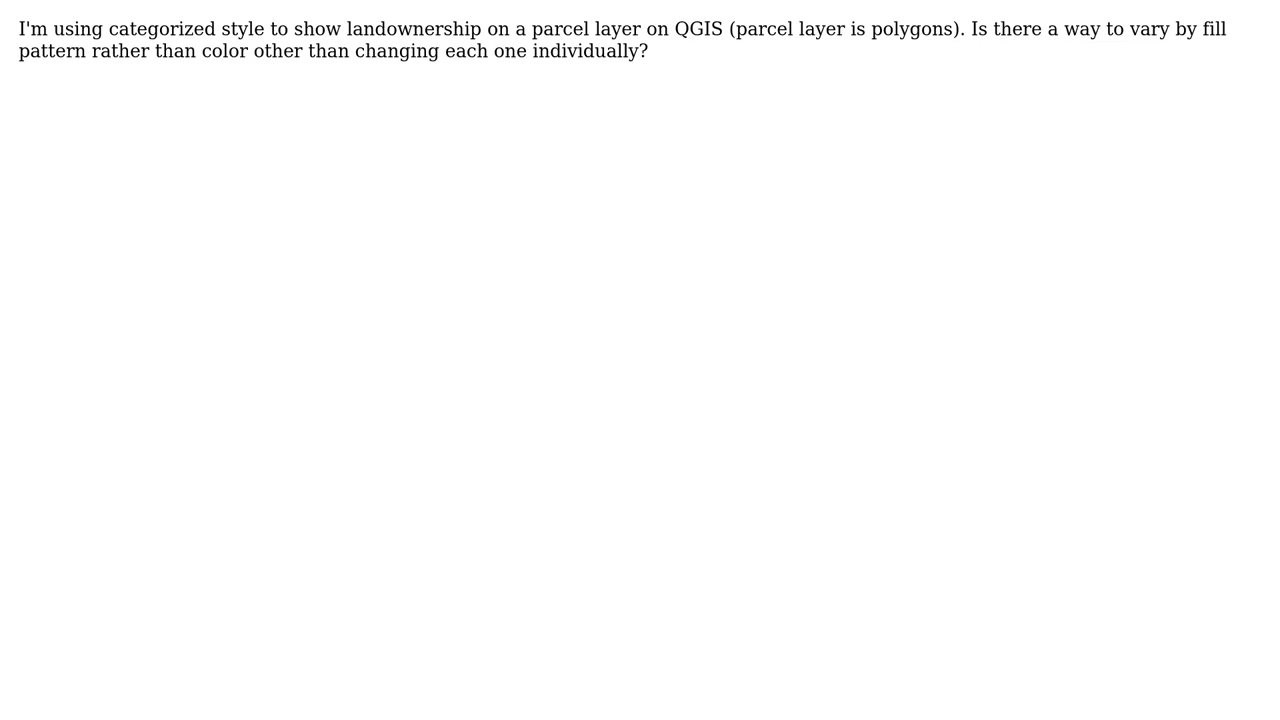 I'm using categorized style to show landownership on a parcel layer on QGIS (parcel layer is polygons). Is there a way to vary by fill
pattern rather than color other than changing each one individually?